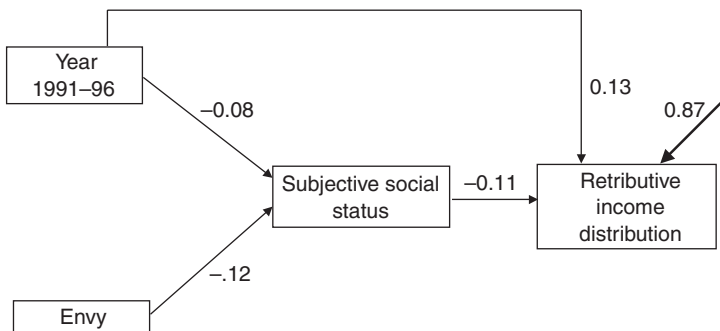 Year
1991–96
–0.08
0.13
0.87
Subjective social
status
–0.11
Retributive
income
distribution
–.12
Envy